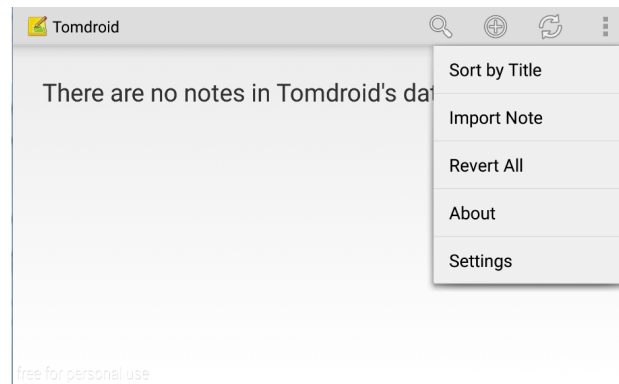 Tomdroid
There are no notes in Tomdroid's dat
Sort by Title
Import Note
Revert All
About
Settings
free for personal use